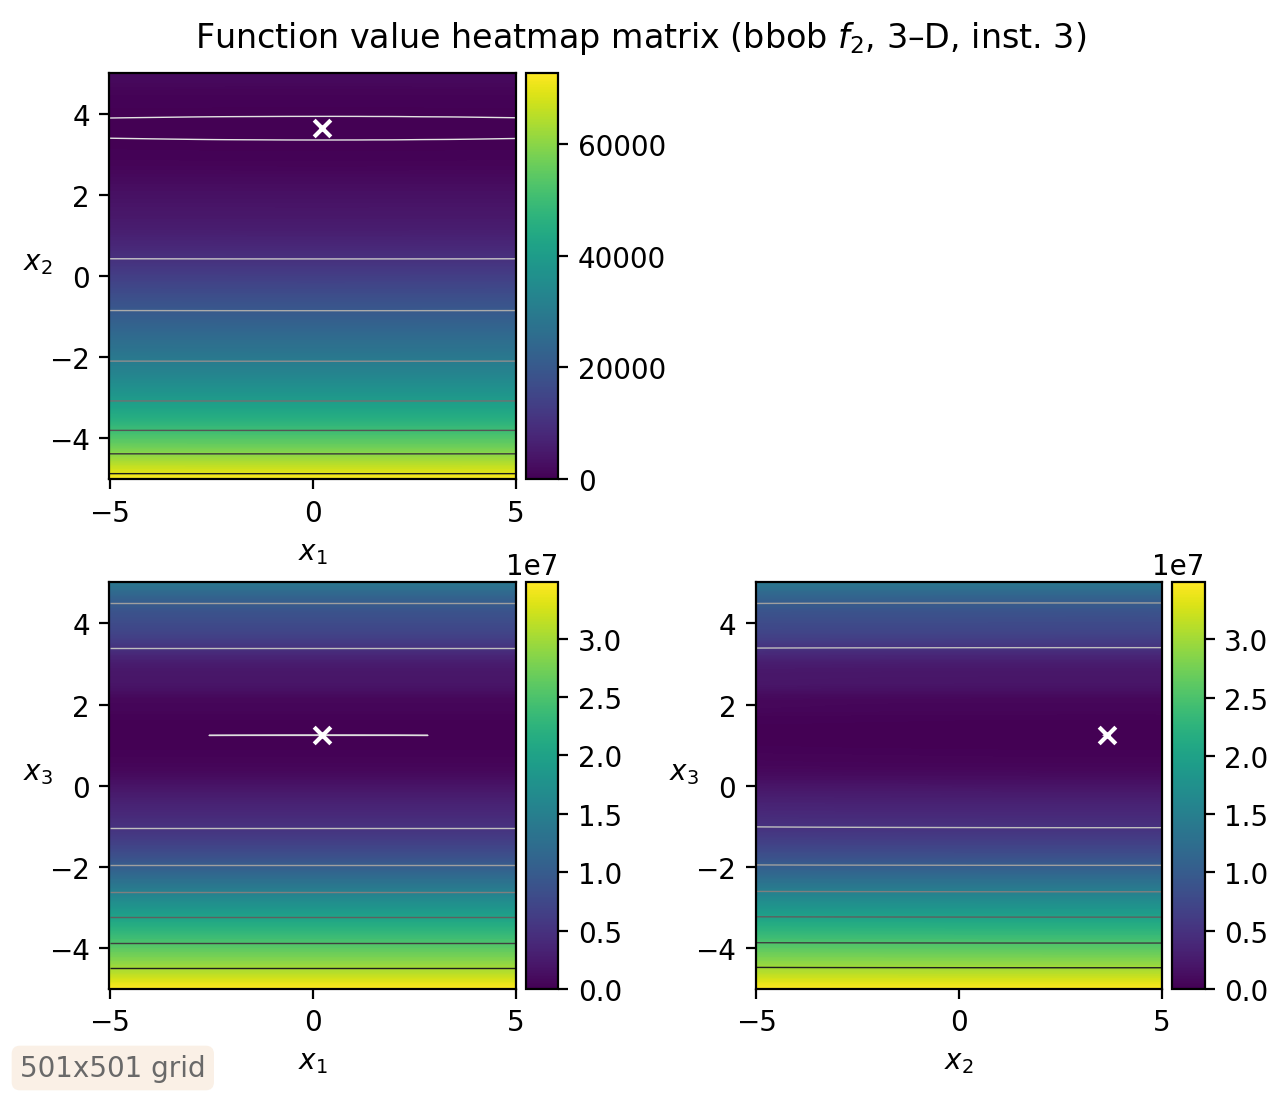 Function value heatmap matrix (bbob f₂, 3–D, inst. 3)
4
2
0
−2
−4
x₂
−5 0 5
x₁
60000
40000
20000
0
1e7
4
2
0
−2
−4
x₃
−5 0 5
x₁
3.0
2.5
2.0
1.5
1.0
0.5
0.0
1e7
4
2
0
−2
−4
x₃
−5 0 5
x₂
3.0
2.5
2.0
1.5
1.0
0.5
0.0
501x501 grid